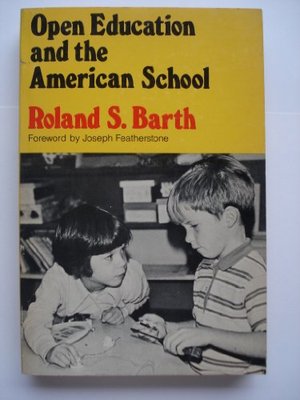 Open Education
and the
American School
Roland S. Barth
Foreword by Joseph Featherstone